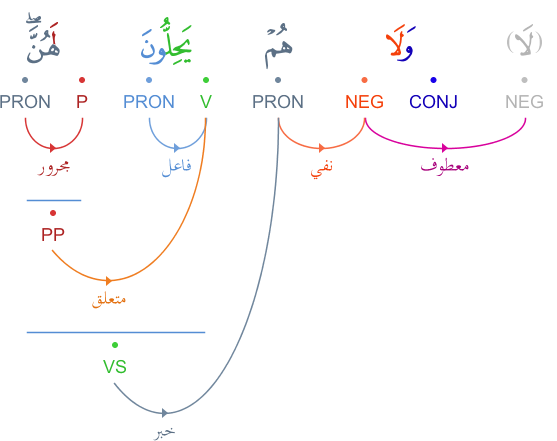 (لَا) وَلَا هُمْ يَحِلُّونَ لَهُنَّ ۖ
NEG CONJ NEG PRON V PRON P PRON
معطوف نفي فاعل مجرور
PP
متعلق
VS
خبر